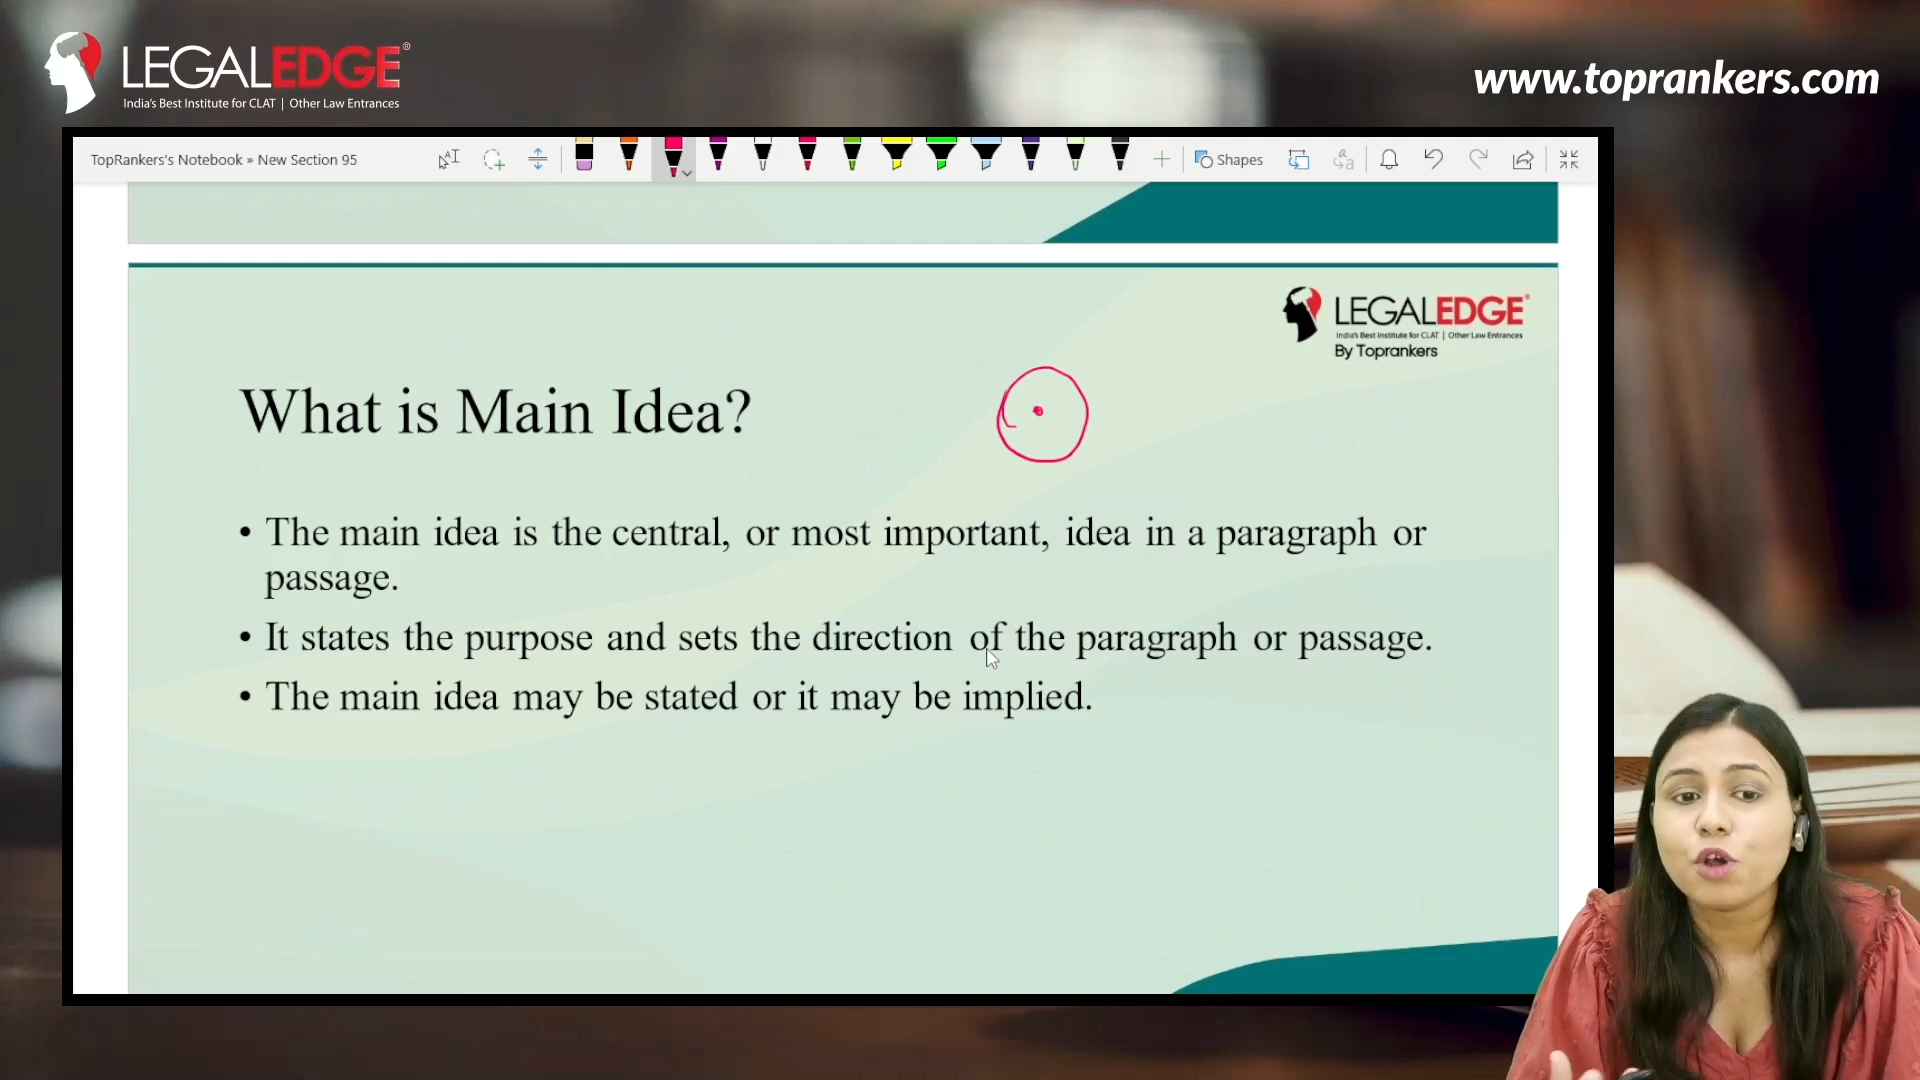 LEGALEDGE®
India's Best Institute for CLAT | Other Law Entrances
www.toprankers.com
TopRankers's Notebook » New Section 95
Shapes
LEGALEDGE®
India's Best Institute for CLAT | Other Law Entrances
By Toprankers
What is Main Idea?
• The main idea is the central, or most important, idea in a paragraph or
passage.
• It states the purpose and sets the direction of the paragraph or passage.
• The main idea may be stated or it may be implied.